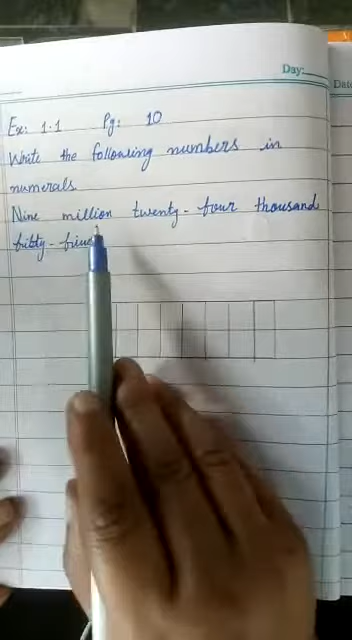 Day:
Date
Ex: 1.1 Pg: 10
Write the following numbers in
numerals
Nine million twenty-four thousand
fifty-five